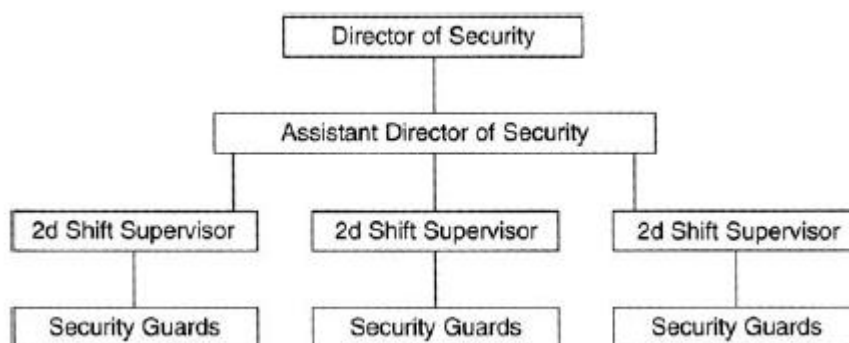 Director of Security
Assistant Director of Security
2d Shift Supervisor
2d Shift Supervisor
2d Shift Supervisor
Security Guards
Security Guards
Security Guards